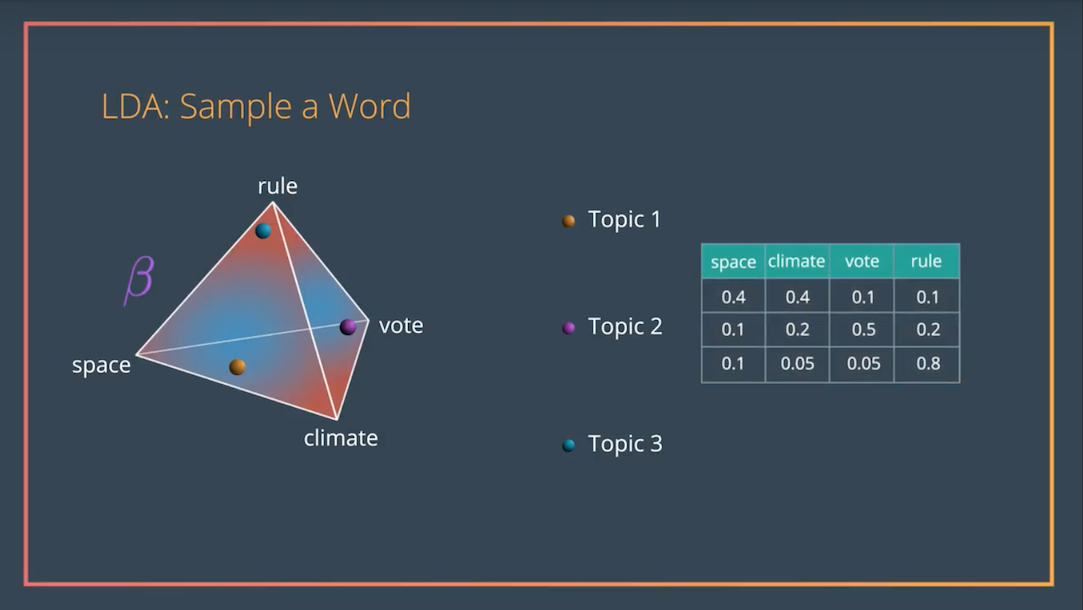 LDA: Sample a Word
rule
β
vote
space
climate
Topic 1
Topic 2
Topic 3
space climate vote rule
0.4 0.4 0.1 0.1
0.1 0.2 0.5 0.2
0.1 0.05 0.05 0.8